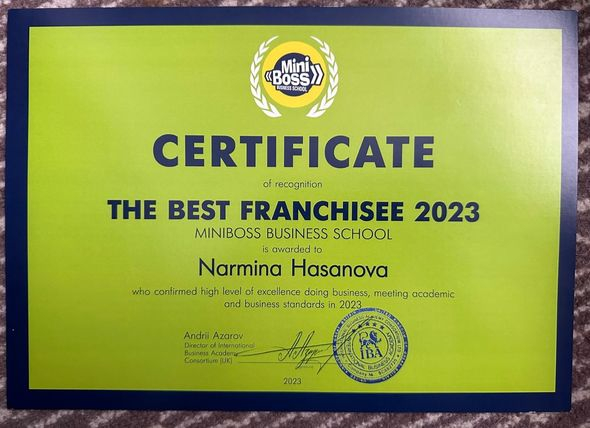 Mini
Boss
BUSINESS SCHOOL
CERTIFICATE
of recognition
THE BEST FRANCHISEE 2023
MINIBOSS BUSINESS SCHOOL
is awarded to
Narmina Hasanova
who confirmed high level of excellence doing business, meeting academic
and business standards in 2023
Andrii Azarov
Director of International
Business Academy
Consortium (UK)
IBA
2023